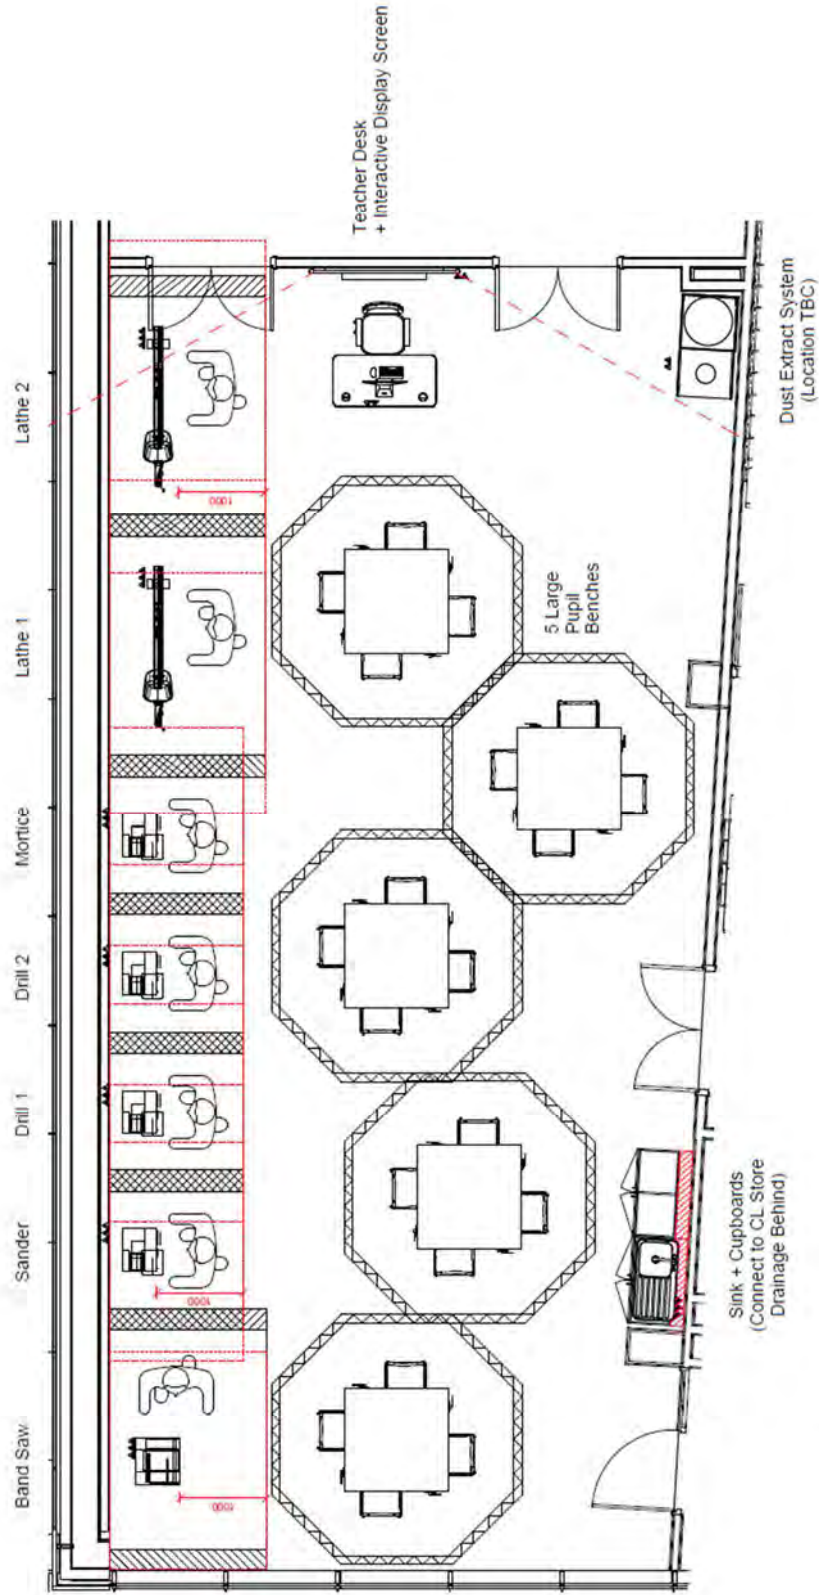 Band Saw
Sander
Drill 1
Drill 2
Mortice
Lathe 1
Lathe 2
1000
1000
1000
5 Large
Pupil
Benches
Teacher Desk
+ Interactive Display Screen
Sink + Cupboards
(Connect to CL Store
Drainage Behind)
Dust Extract System
(Location TBC)